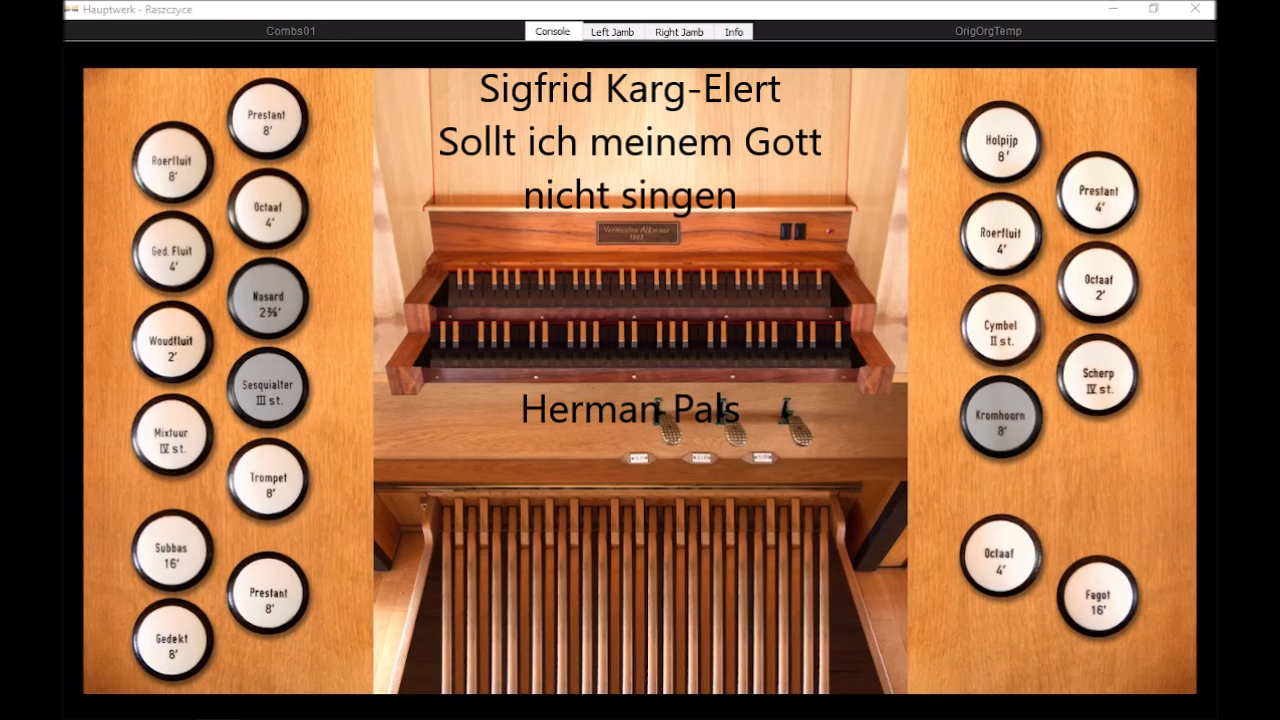 Hauptwerk - Raszczyce
Combs01
Console
Left Jamb
Right Jamb
Info
OrigOrgTemp
Sigfrid Karg-Elert
Sollt ich meinem Gott
nicht singen
Herman Pals
Vermeulen Alkmaar
Prestant
8'
Roerfluit
8'
Octaaf
4'
Ged. Fluit
4'
Nasard
2⅔'
Woudfluit
2'
Sesquialter
III st.
Mixtuur
IV st.
Trompet
8'
Subbas
16'
Prestant
8'
Gedekt
8'
Holpijp
8'
Prestant
4'
Roerfluit
4'
Octaaf
2'
Cymbel
II st.
Scherp
IV st.
Kromhoorn
8'
Octaaf
4'
Fagot
16'